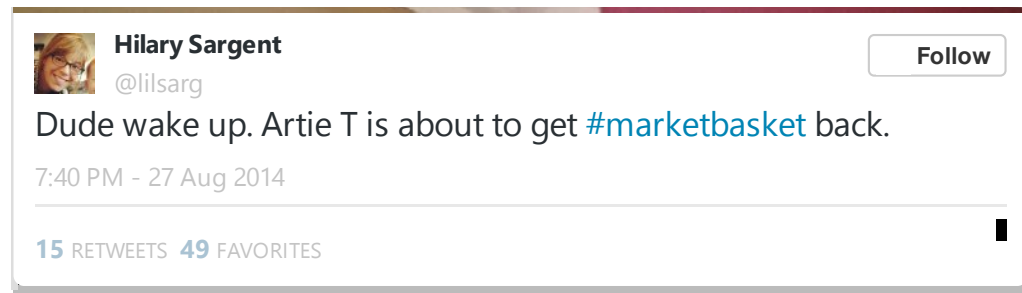 Hilary Sargent
Follow
@lilsarg
Dude wake up. Artie T is about to get #marketbasket back.
7:40 PM - 27 Aug 2014
15 RETWEETS 49 FAVORITES